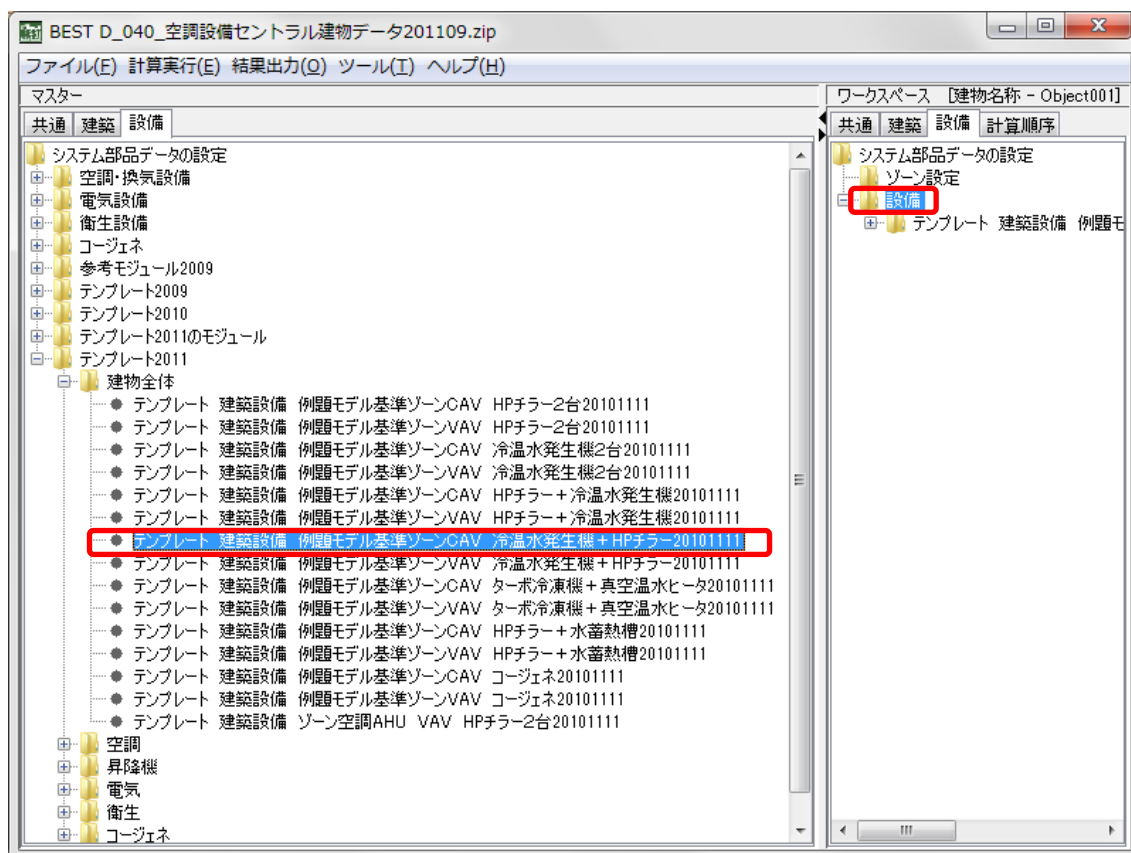 BEST D_040_空調設備セントラル建物データ201109.zip
ファイル(F) 計算実行(E) 結果出力(O) ツール(T) ヘルプ(H)
マスター
共通 建築 設備
システム部品データの設定
空調・換気設備
電気設備
衛生設備
コージェネ
参考モジュール2009
テンプレート2009
テンプレート2010
テンプレート2011のモジュール
テンプレート2011
建物全体
テンプレート 建築設備 例題モデル基準ゾーンCAV HPチラー2台20101111
テンプレート 建築設備 例題モデル基準ゾーンVAV HPチラー2台20101111
テンプレート 建築設備 例題モデル基準ゾーンCAV 冷温水発生機2台20101111
テンプレート 建築設備 例題モデル基準ゾーンVAV 冷温水発生機2台20101111
テンプレート 建築設備 例題モデル基準ゾーンCAV HPチラー+冷温水発生機20101111
テンプレート 建築設備 例題モデル基準ゾーンVAV HPチラー+冷温水発生機20101111
テンプレート 建築設備 例題モデル基準ゾーンCAV 冷温水発生機+HPチラー20101111
テンプレート 建築設備 例題モデル基準ゾーンVAV 冷温水発生機+HPチラー20101111
テンプレート 建築設備 例題モデル基準ゾーンCAV ターボ冷凍機+真空温水ヒータ20101111
テンプレート 建築設備 例題モデル基準ゾーンVAV ターボ冷凍機+真空温水ヒータ20101111
テンプレート 建築設備 例題モデル基準ゾーンCAV HPチラー+水蓄熱槽20101111
テンプレート 建築設備 例題モデル基準ゾーンVAV HPチラー+水蓄熱槽20101111
テンプレート 建築設備 例題モデル基準ゾーンCAV コージェネ20101111
テンプレート 建築設備 例題モデル基準ゾーンVAV コージェネ20101111
テンプレート 建築設備 ゾーン空調AHU VAV HPチラー2台20101111
空調
昇降機
電気
衛生
コージェネ
ワークスペース [建物名称 - Object001]
共通 建築 設備 計算順序
システム部品データの設定
ゾーン設定
設備
テンプレート 建築設備 例題モ